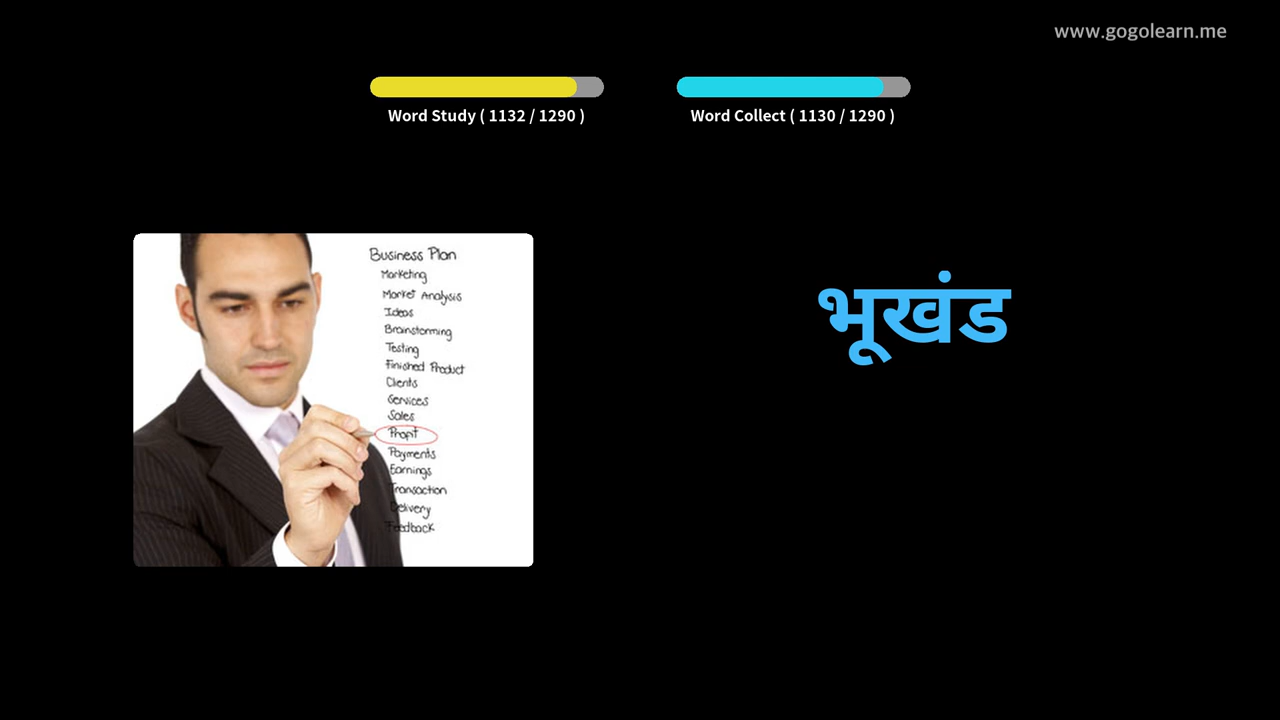 www.gogolearn.me
Word Study ( 1132 / 1290 )
Word Collect ( 1130 / 1290 )
Business Plan
Marketing
Market Analysis
Ideas
Brainstorming
Testing
Finished Product
Clients
Services
Sales
Profit
Payments
Earnings
Transaction
Delivery
Feedback
भूखंड